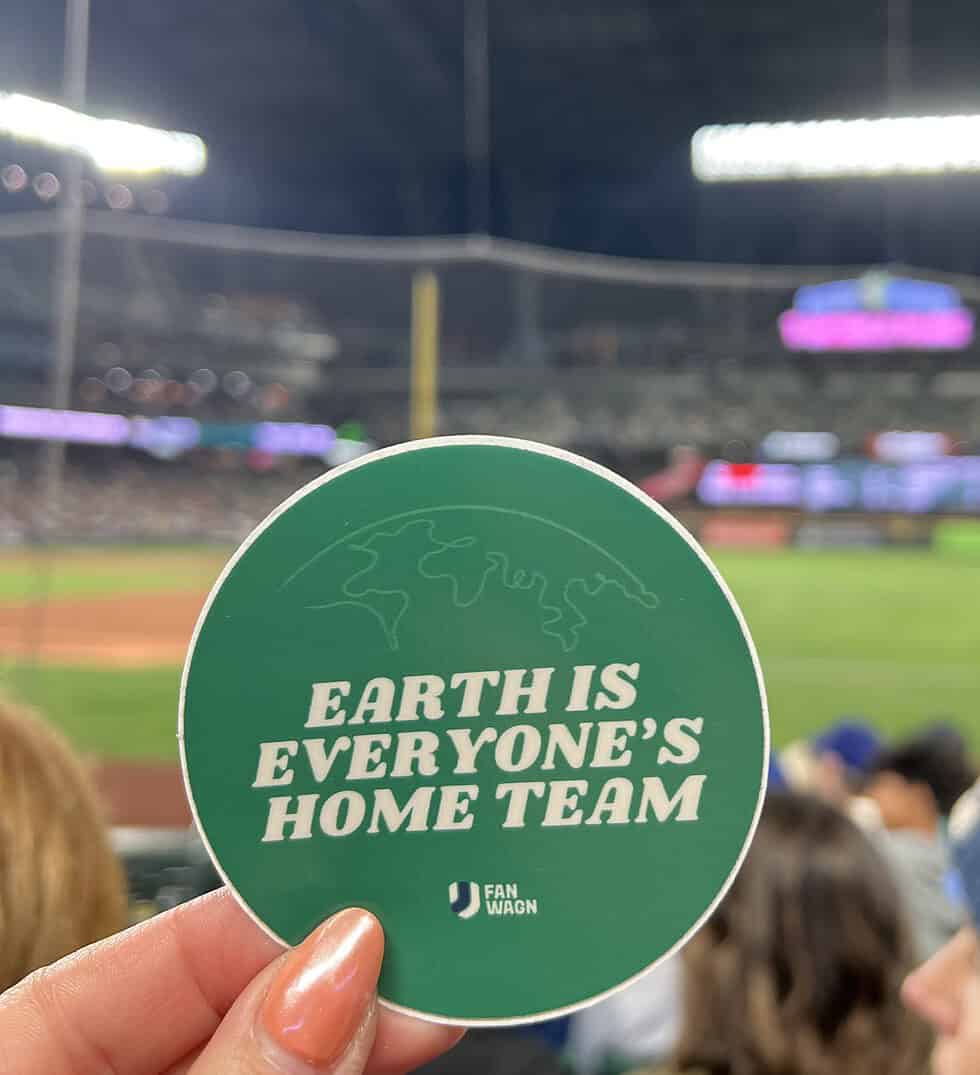 EARTH IS
EVERYONE'S
HOME TEAM
FAN
WAGN